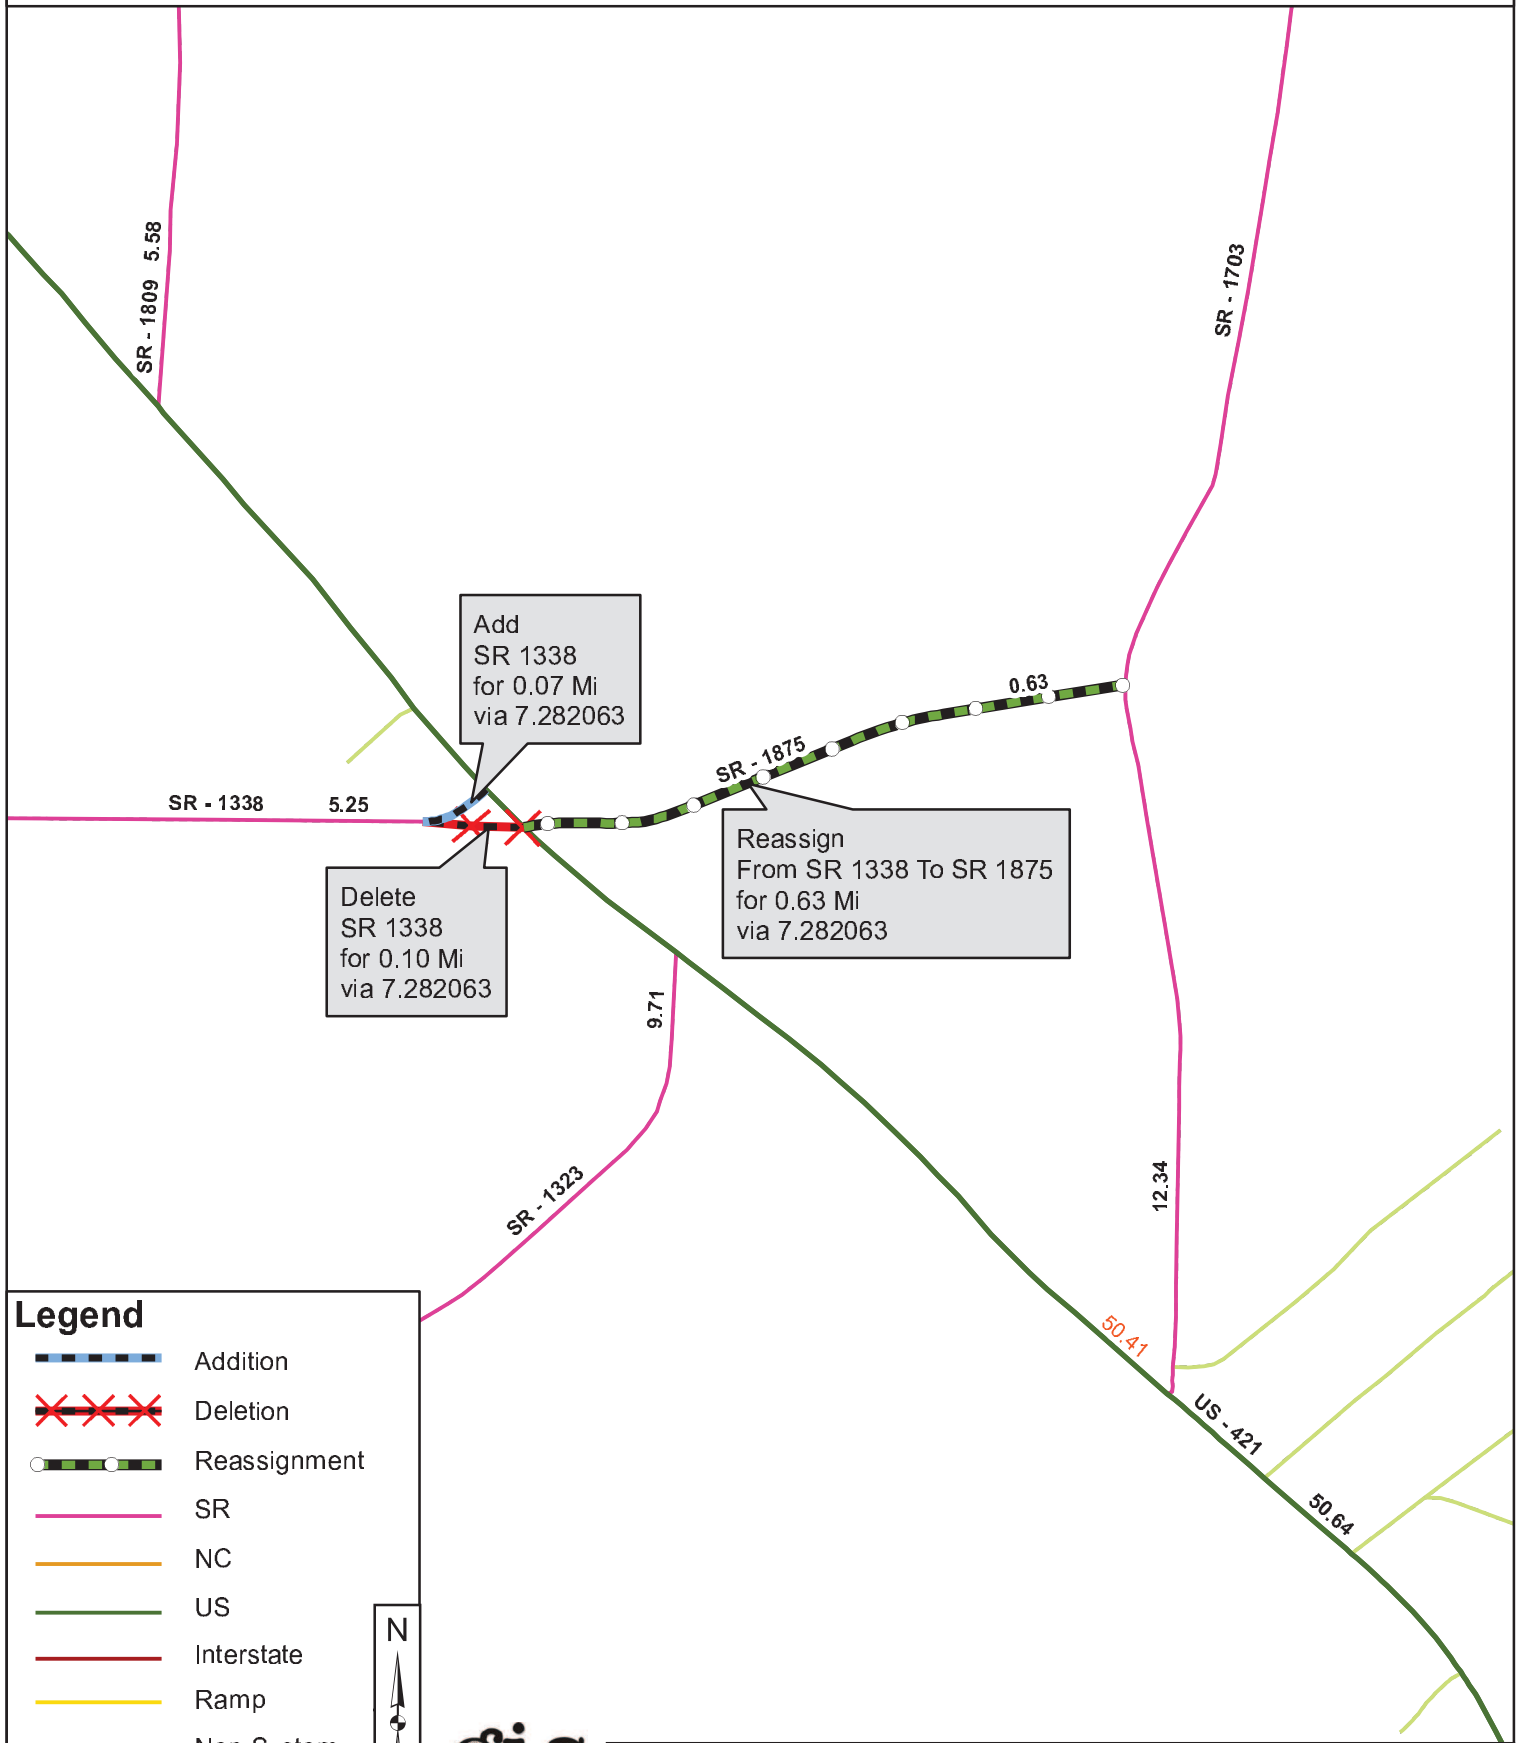 SR - 1809 5.58
SR - 1703
Add
SR 1338
for 0.07 Mi
via 7.282063
0.63
SR - 1875
SR - 1338 5.25
Reassign
From SR 1338 To SR 1875
for 0.63 Mi
via 7.282063
Delete
SR 1338
for 0.10 Mi
via 7.282063
9.71
SR - 1323
12.34
50.41
US - 421
50.64
Legend
Addition
Deletion
Reassignment
SR
NC
US
Interstate
Ramp
N